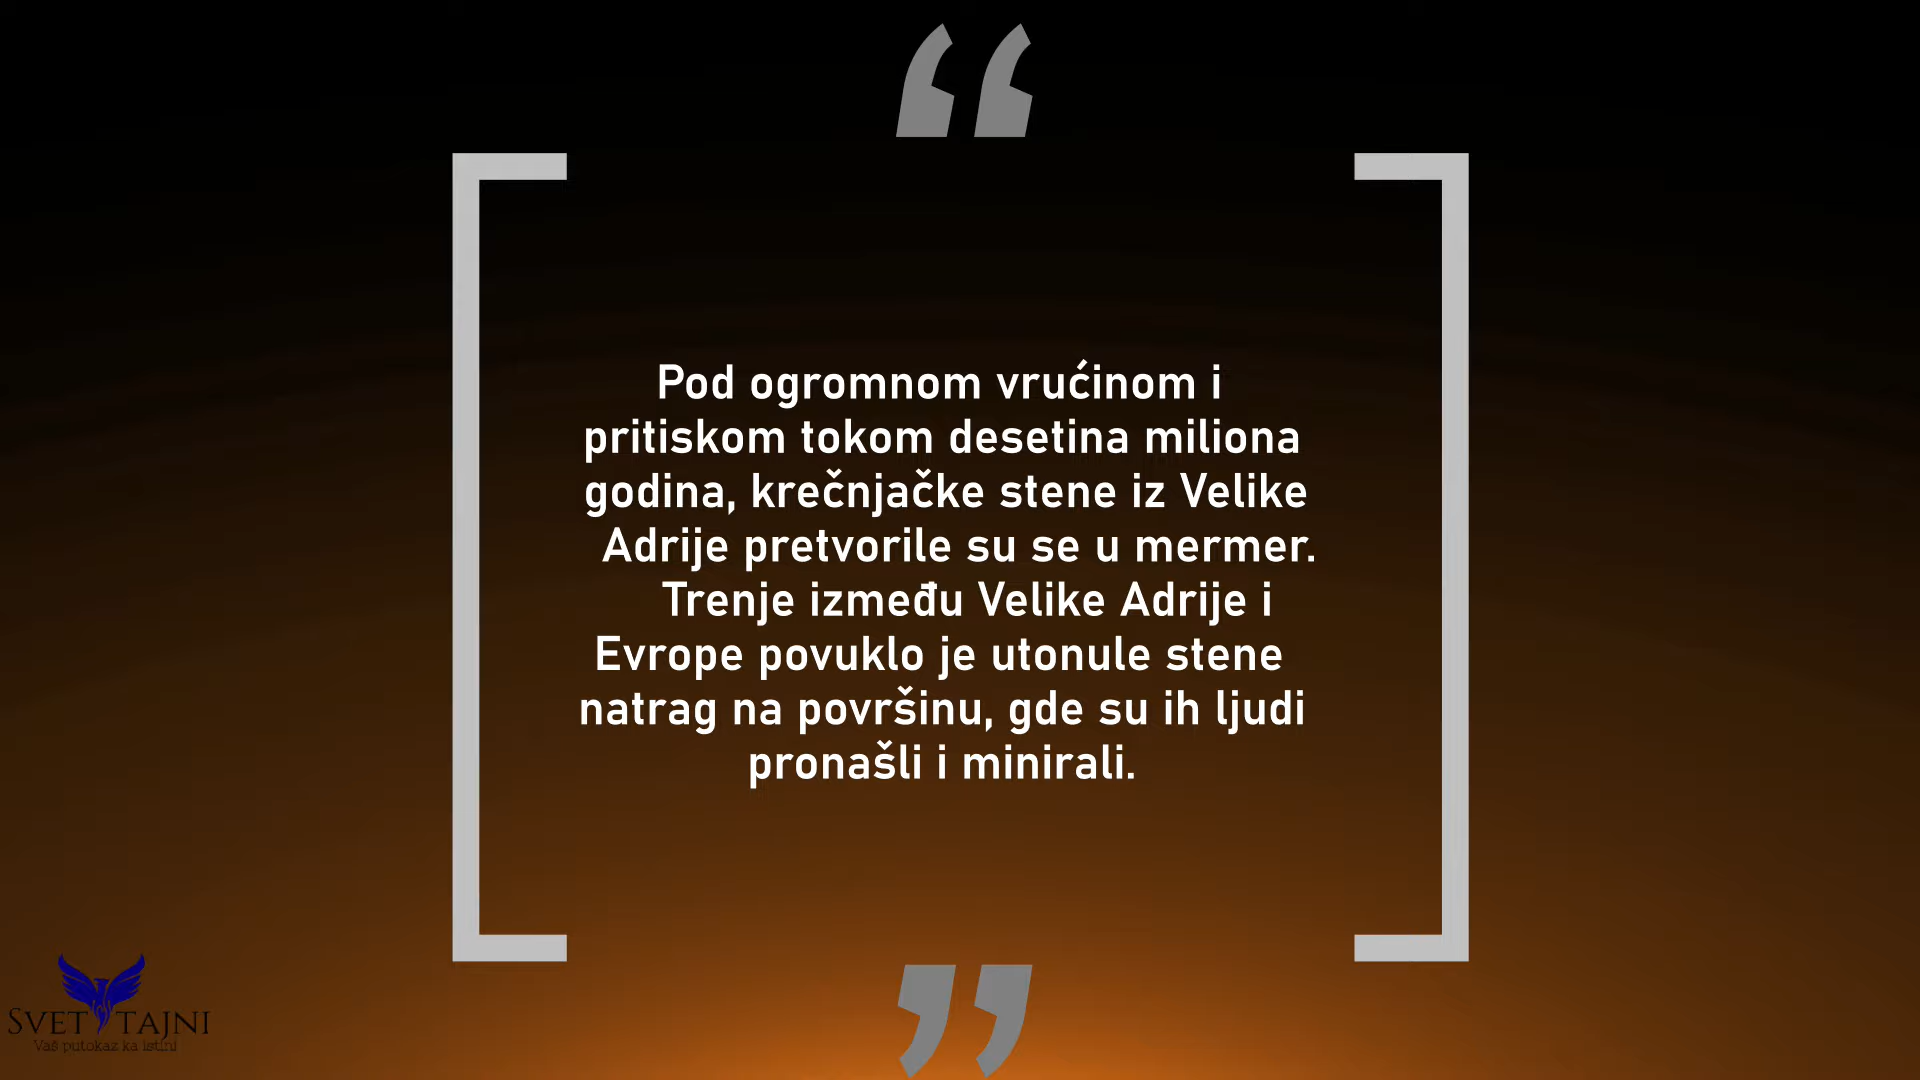 “
Pod ogromnom vrućinom i
pritiskom tokom desetina miliona
godina, krečnjačke stene iz Velike
Adrije pretvorile su se u mermer.
Trenje između Velike Adrije i
Evrope povuklo je utonule stene
natrag na površinu, gde su ih ljudi
pronašli i minirali.
”
SVET TAJNI
Vaš putokaz ka istini